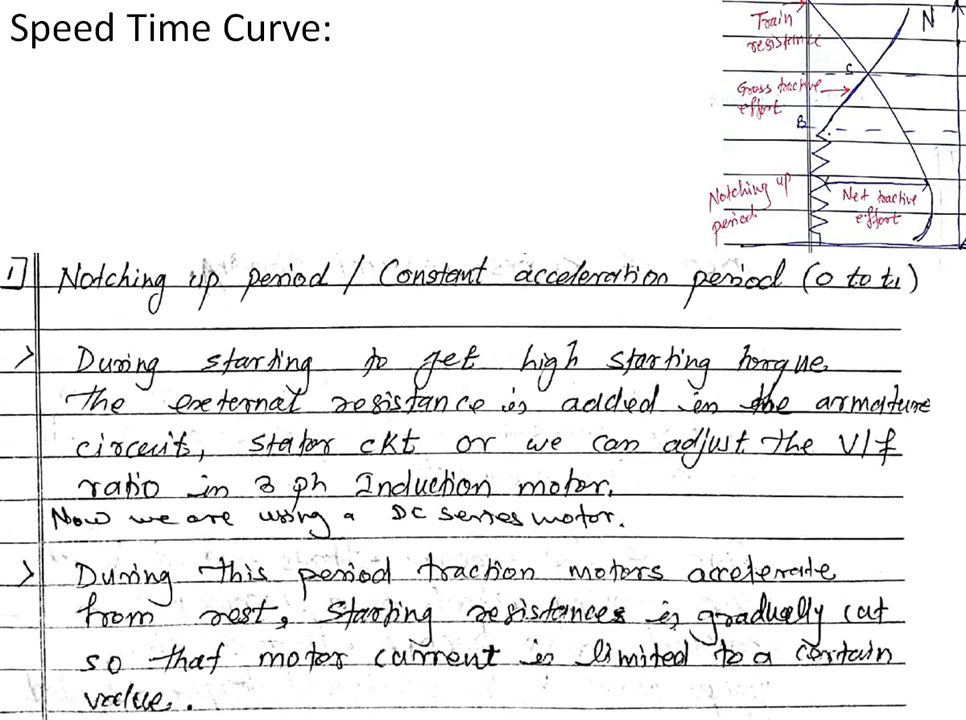 Speed Time Curve:
Train
resistance
N
C
Gross tractive
effort
B
Notching up
period
Net tractive
effort
1] Notching up period / Constant acceleration period (0 to t1)
> During starting to get high starting torque.
The external resistance is added in the armature
circuit, stator ckt or we can adjust the V/f
ratio in 3 ph Induction motor.
Now we are using a DC series motor.
> During this period traction motors accelerate
from rest, starting resistances is gradually cut
so that motor current is limited to a certain
value.